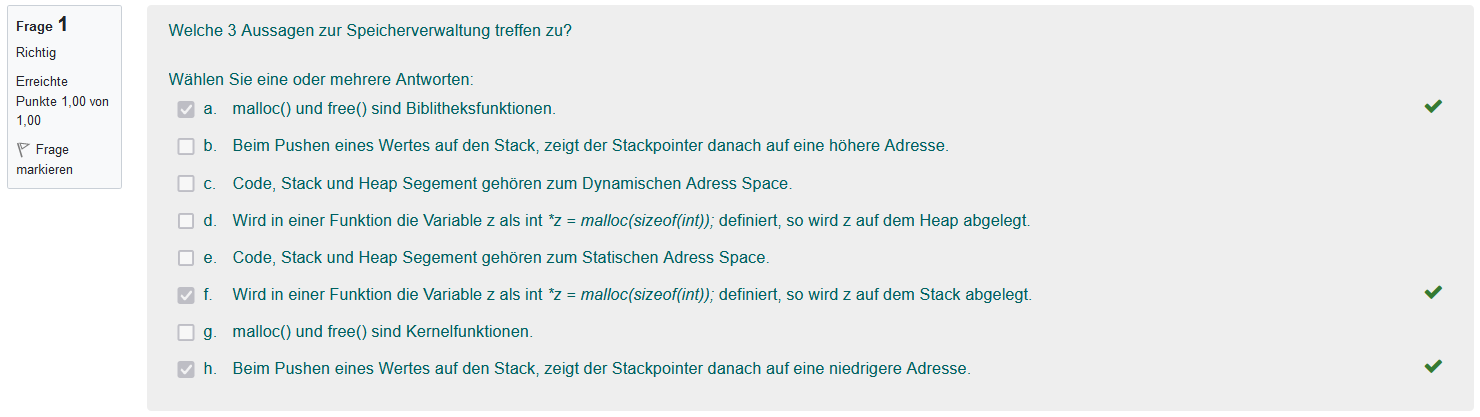 Frage 1
Richtig
Erreichte
Punkte 1,00 von
1,00
Frage
markieren
Welche 3 Aussagen zur Speicherverwaltung treffen zu?
Wählen Sie eine oder mehrere Antworten:
a. malloc() und free() sind Biblitheksfunktionen.
b. Beim Pushen eines Wertes auf den Stack, zeigt der Stackpointer danach auf eine höhere Adresse.
c. Code, Stack und Heap Segement gehören zum Dynamischen Adress Space.
d. Wird in einer Funktion die Variable z als int *z = malloc(sizeof(int)); definiert, so wird z auf dem Heap abgelegt.
e. Code, Stack und Heap Segement gehören zum Statischen Adress Space.
f. Wird in einer Funktion die Variable z als int *z = malloc(sizeof(int)); definiert, so wird z auf dem Stack abgelegt.
g. malloc() und free() sind Kernelfunktionen.
h. Beim Pushen eines Wertes auf den Stack, zeigt der Stackpointer danach auf eine niedrigere Adresse.